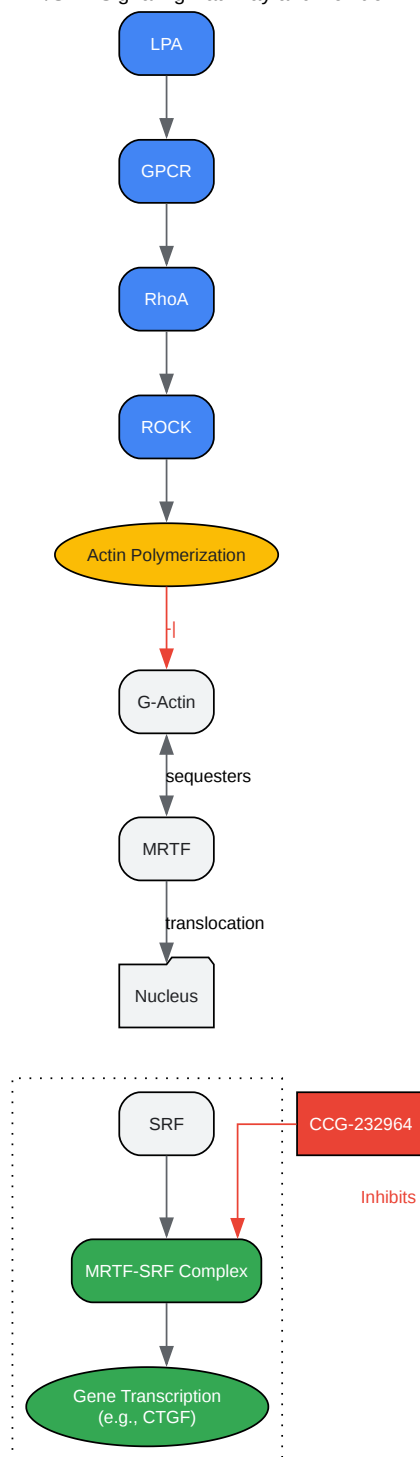 LPA
GPCR
RhoA
ROCK
Actin Polymerization
-|
G-Actin
sequesters
MRTF
translocation
Nucleus
SRF
CCG-232964
Inhibits
MRTF-SRF Complex
Gene Transcription
(e.g., CTGF)